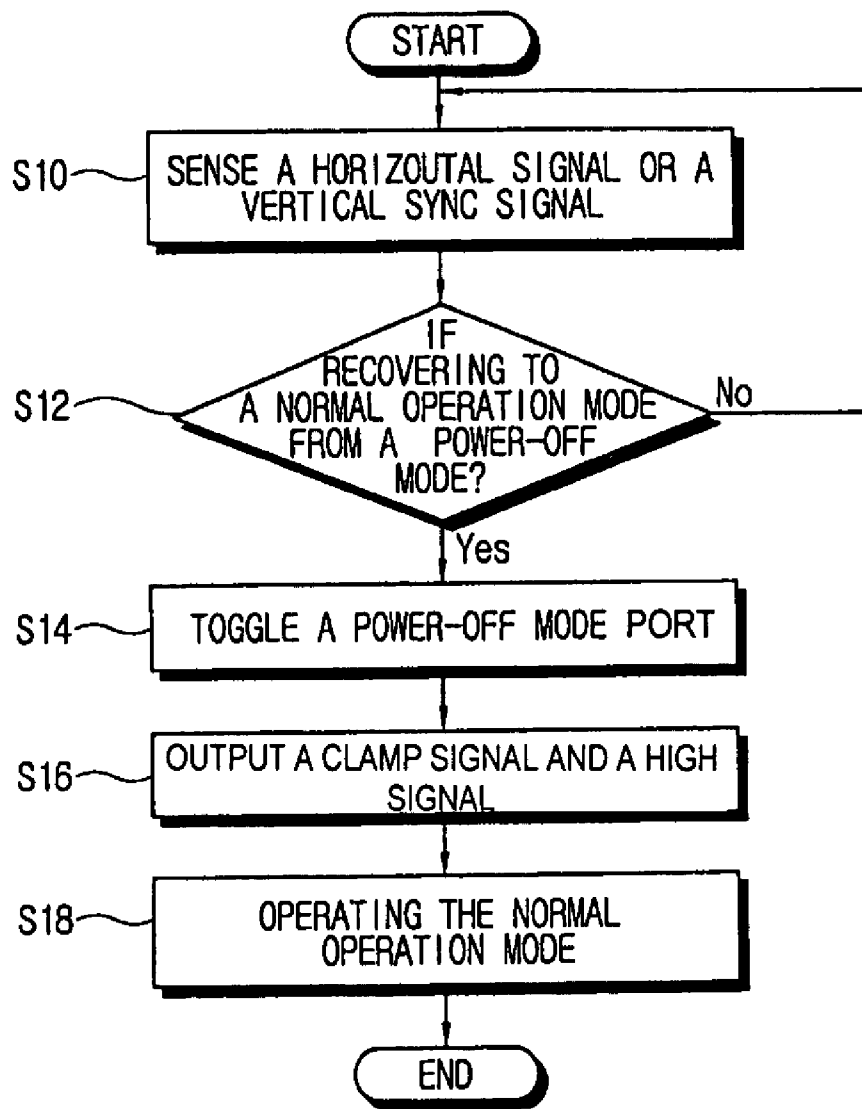 START
S10
SENSE A HORIZOUTAL SIGNAL OR A
VERTICAL SYNC SIGNAL
S12
IF
RECOVERING TO
A NORMAL OPERATION MODE
FROM A POWER-OFF
MODE?
No
Yes
S14
TOGGLE A POWER-OFF MODE PORT
S16
OUTPUT A CLAMP SIGNAL AND A HIGH
SIGNAL
S18
OPERATING THE NORMAL
OPERATION MODE
END